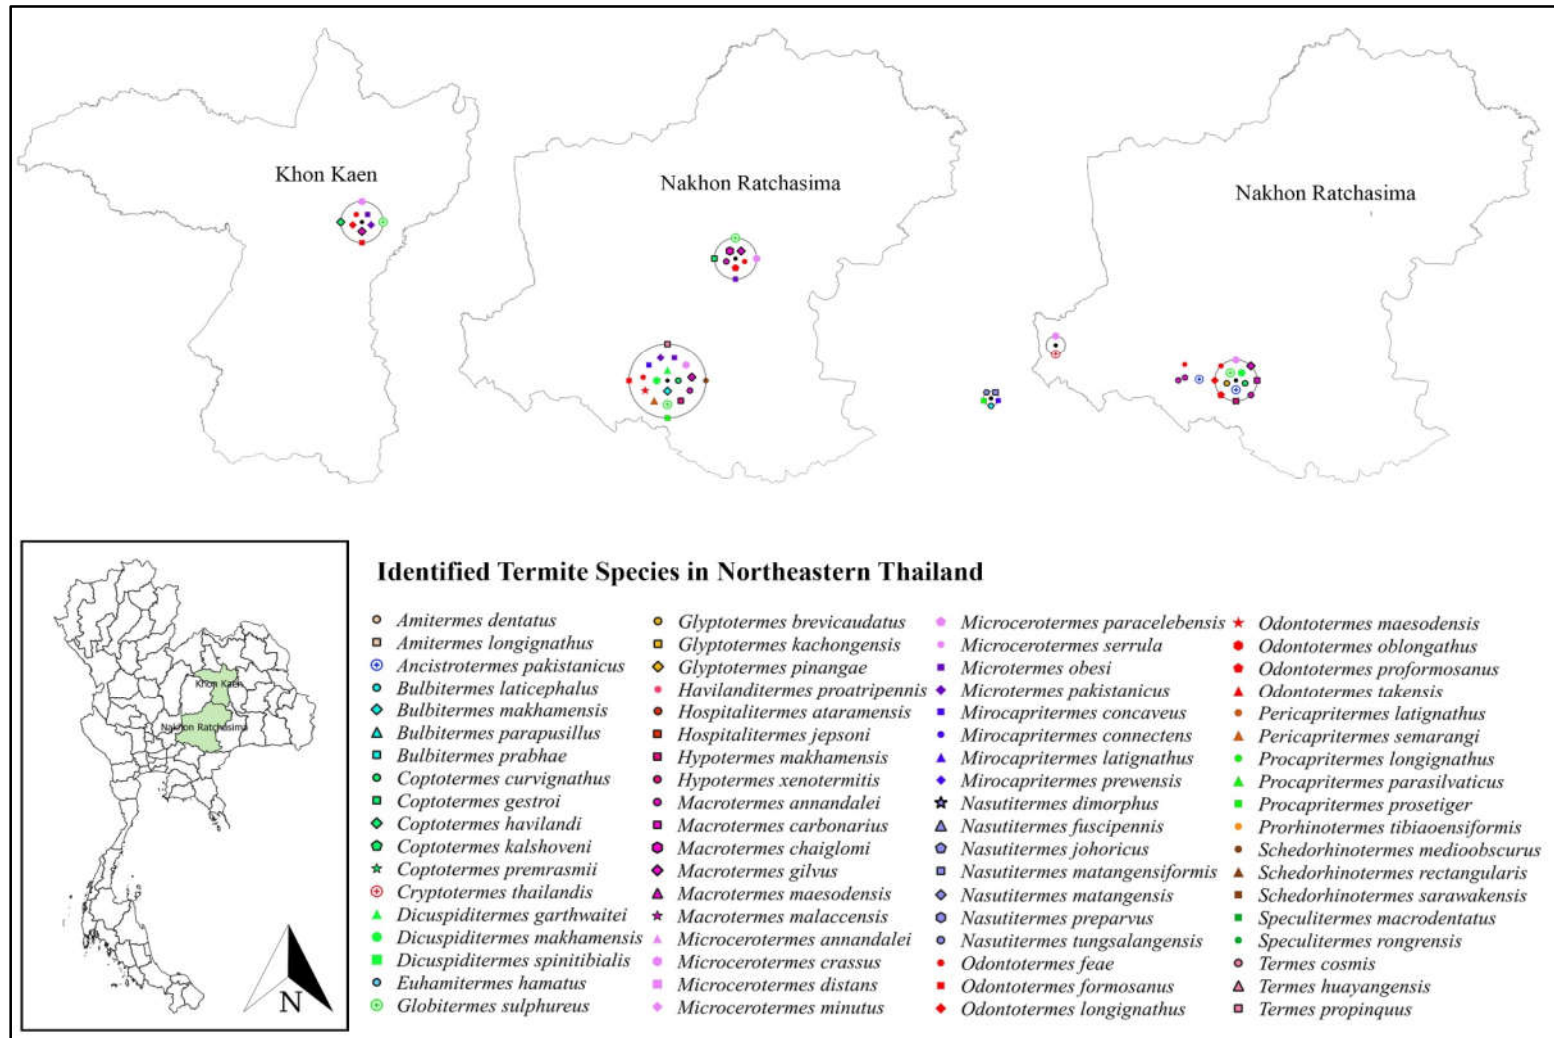 Khon Kaen
Nakhon Ratchasima
Nakhon Ratchasima
Khon Kaen
Nakhon Ratchasima
N
Identified Termite Species in Northeastern Thailand
Amitermes dentatus
Amitermes longignathus
Ancistrotermes pakistanicus
Bulbitermes laticephalus
Bulbitermes makhamensis
Bulbitermes parapusillus
Bulbitermes prabhae
Coptotermes curvignathus
Coptotermes gestroi
Coptotermes havilandi
Coptotermes kalshoveni
Coptotermes premrasmii
Cryptotermes thailandis
Dicuspiditermes garthwaitei
Dicuspiditermes makhamensis
Dicuspiditermes spinitibialis
Euhamitermes hamatus
Globitermes sulphureus
Glyptotermes brevicaudatus
Glyptotermes kachongensis
Glyptotermes pinangae
Havilanditermes proatripennis
Hospitalitermes ataramensis
Hospitalitermes jepsoni
Hypotermes makhamensis
Hypotermes xenotermitis
Macrotermes annandalei
Macrotermes carbonarius
Macrotermes chaiglomi
Macrotermes gilvus
Macrotermes maesodensis
Macrotermes malaccensis
Microcerotermes annandalei
Microcerotermes crassus
Microcerotermes distans
Microcerotermes minutus
Microcerotermes paracelebensis
Microcerotermes serrula
Microtermes obesi
Microtermes pakistanicus
Mirocapritermes concaveus
Mirocapritermes connectens
Mirocapritermes latignathus
Mirocapritermes prewensis
Nasutitermes dimorphus
Nasutitermes fuscipennis
Nasutitermes johoricus
Nasutitermes matangensiformis
Nasutitermes matangensis
Nasutitermes preparvus
Nasutitermes tungsalangensis
Odontotermes feae
Odontotermes formosanus
Odontotermes longignathus
Odontotermes maesodensis
Odontotermes oblongathus
Odontotermes proformosanus
Odontotermes takensis
Pericapritermes latignathus
Pericapritermes semarangi
Procapritermes longignathus
Procapritermes parasilvaticus
Procapritermes prosetiger
Prorhinotermes tibiaoensiformis
Schedorhinotermes medioobscurus
Schedorhinotermes rectangularis
Schedorhinotermes sarawakensis
Speculitermes macrodentatus
Speculitermes rongrensis
Termes cosmis
Termes huayangensis
Termes propinquus